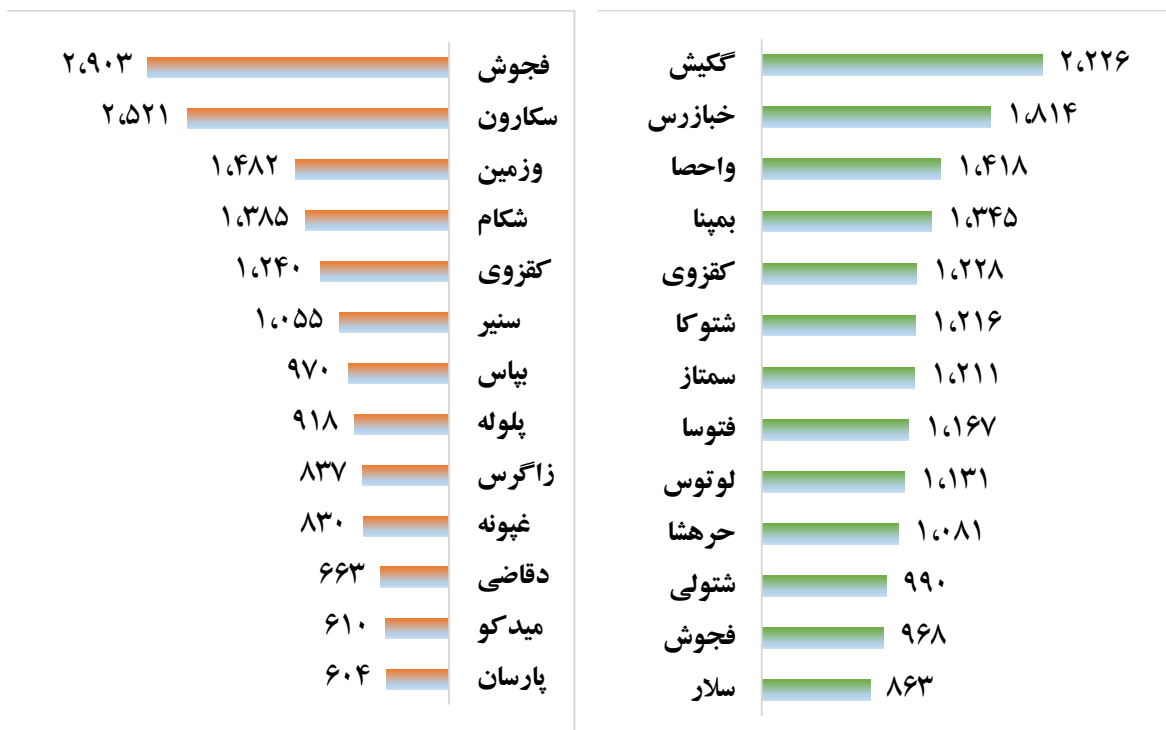 گکیش ۲،۲۲۶
خبازرس ۱،۸۱۴
واحصا ۱،۴۱۸
بمپنا ۱،۳۴۵
کقزوی ۱،۲۲۸
شتوکا ۱،۲۱۶
سمتاز ۱،۲۱۱
فتوسا ۱،۱۶۷
لوتوس ۱،۱۳۱
حرهشا ۱،۰۸۱
شتولی ۹۹۰
فجوش ۹۶۸
سلار ۸۶۳
فجوش ۲،۹۰۳
سکارون ۲،۵۲۱
وزمین ۱،۴۸۲
شکام ۱،۳۸۵
کقزوی ۱،۲۴۰
سنیر ۱،۰۵۵
بپاس ۹۷۰
پلوله ۹۱۸
زاگرس ۸۳۷
غپونه ۸۳۰
دقاضی ۶۶۳
میدکو ۶۱۰
پارسان ۶۰۴